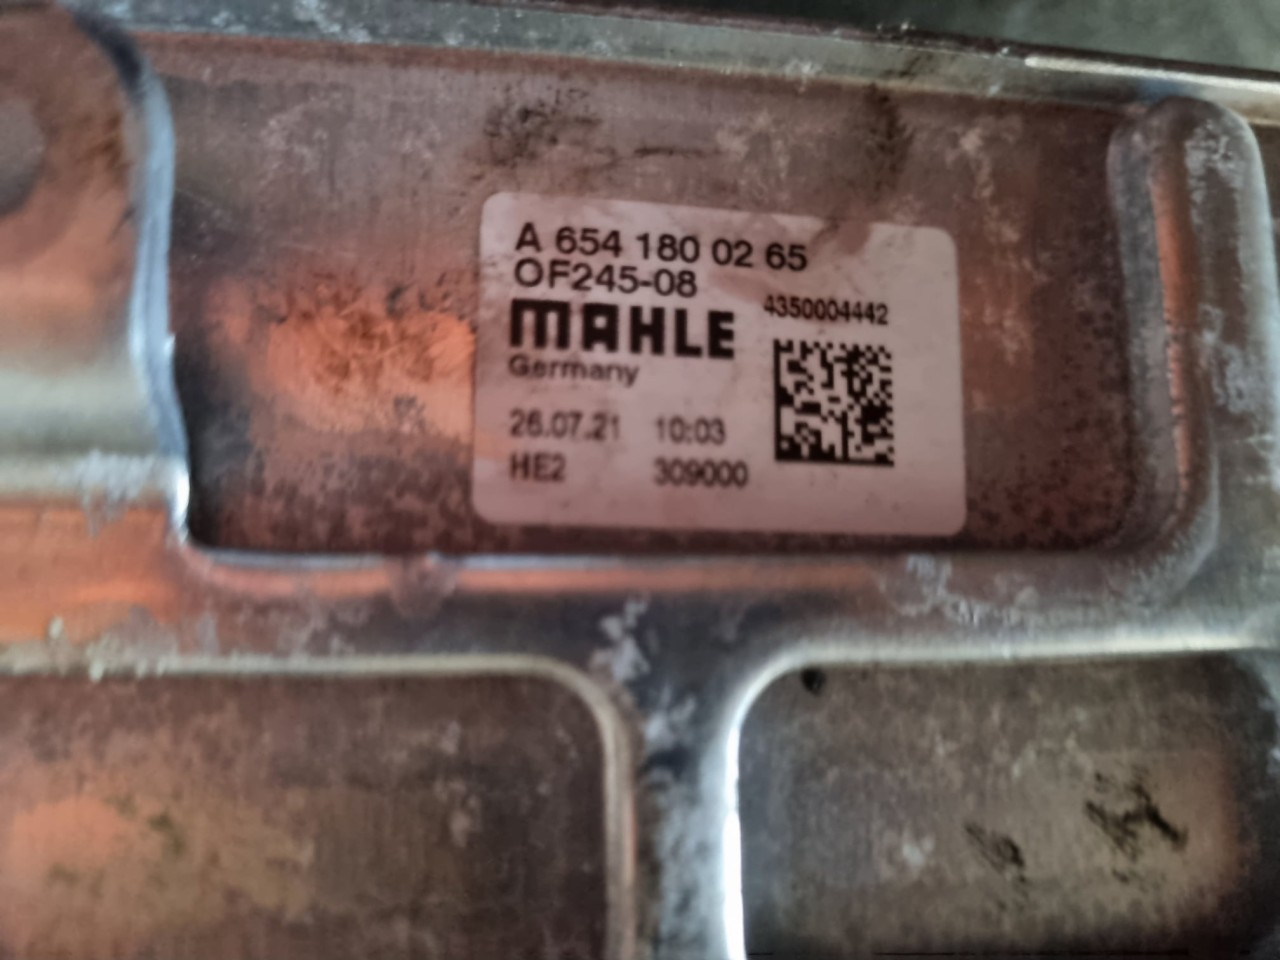 A 654 180 02 65
OF245-08
MAHLE 4350004442
Germany
26.07.21 10:03
HE2 309000